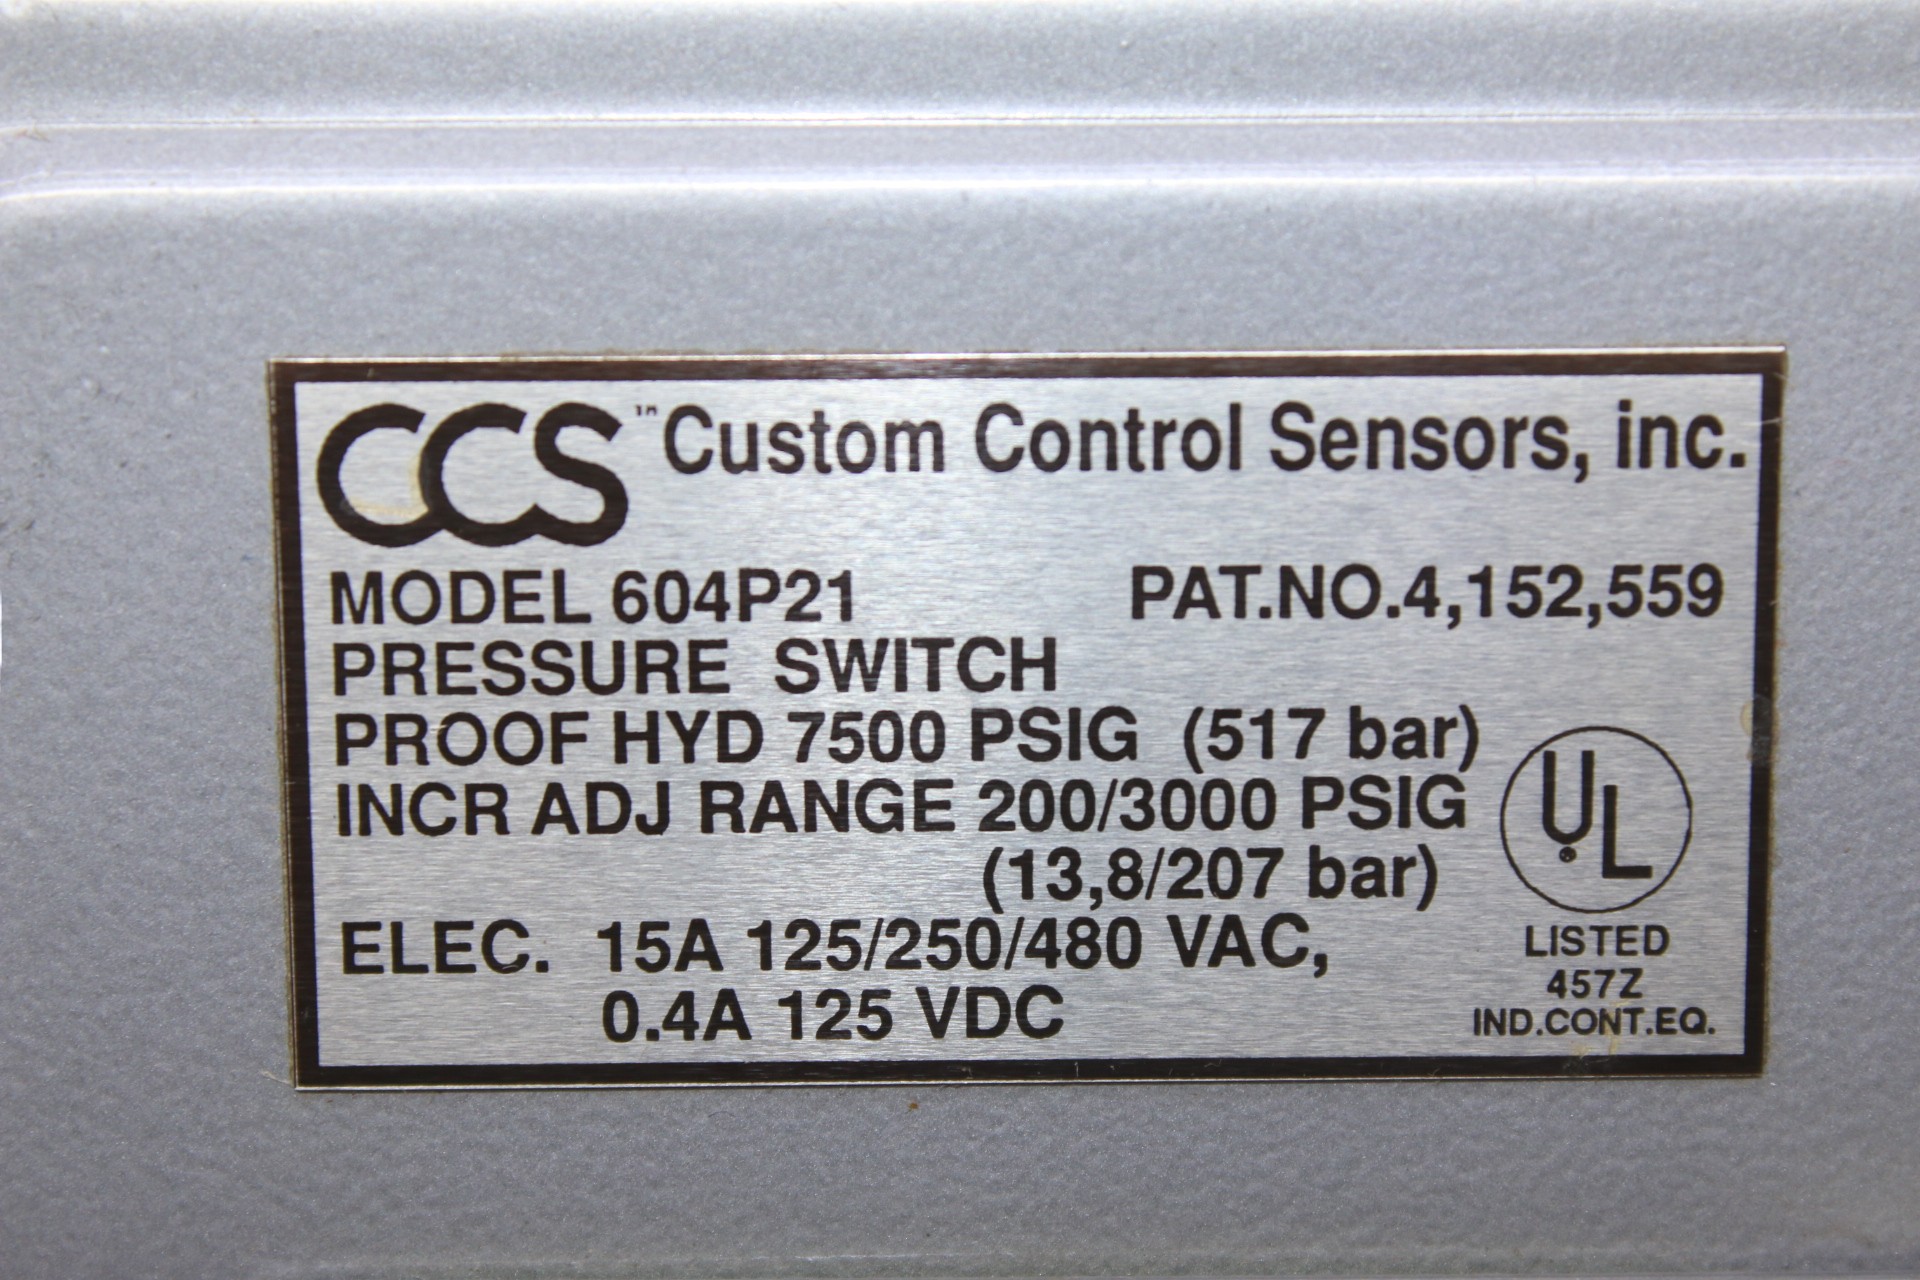 CCS™ Custom Control Sensors, inc.
MODEL 604P21 PAT.NO.4,152,559
PRESSURE SWITCH
PROOF HYD 7500 PSIG (517 bar)
INCR ADJ RANGE 200/3000 PSIG
(13,8/207 bar)
ELEC. 15A 125/250/480 VAC,
0.4A 125 VDC
UL
LISTED
457Z
IND.CONT.EQ.